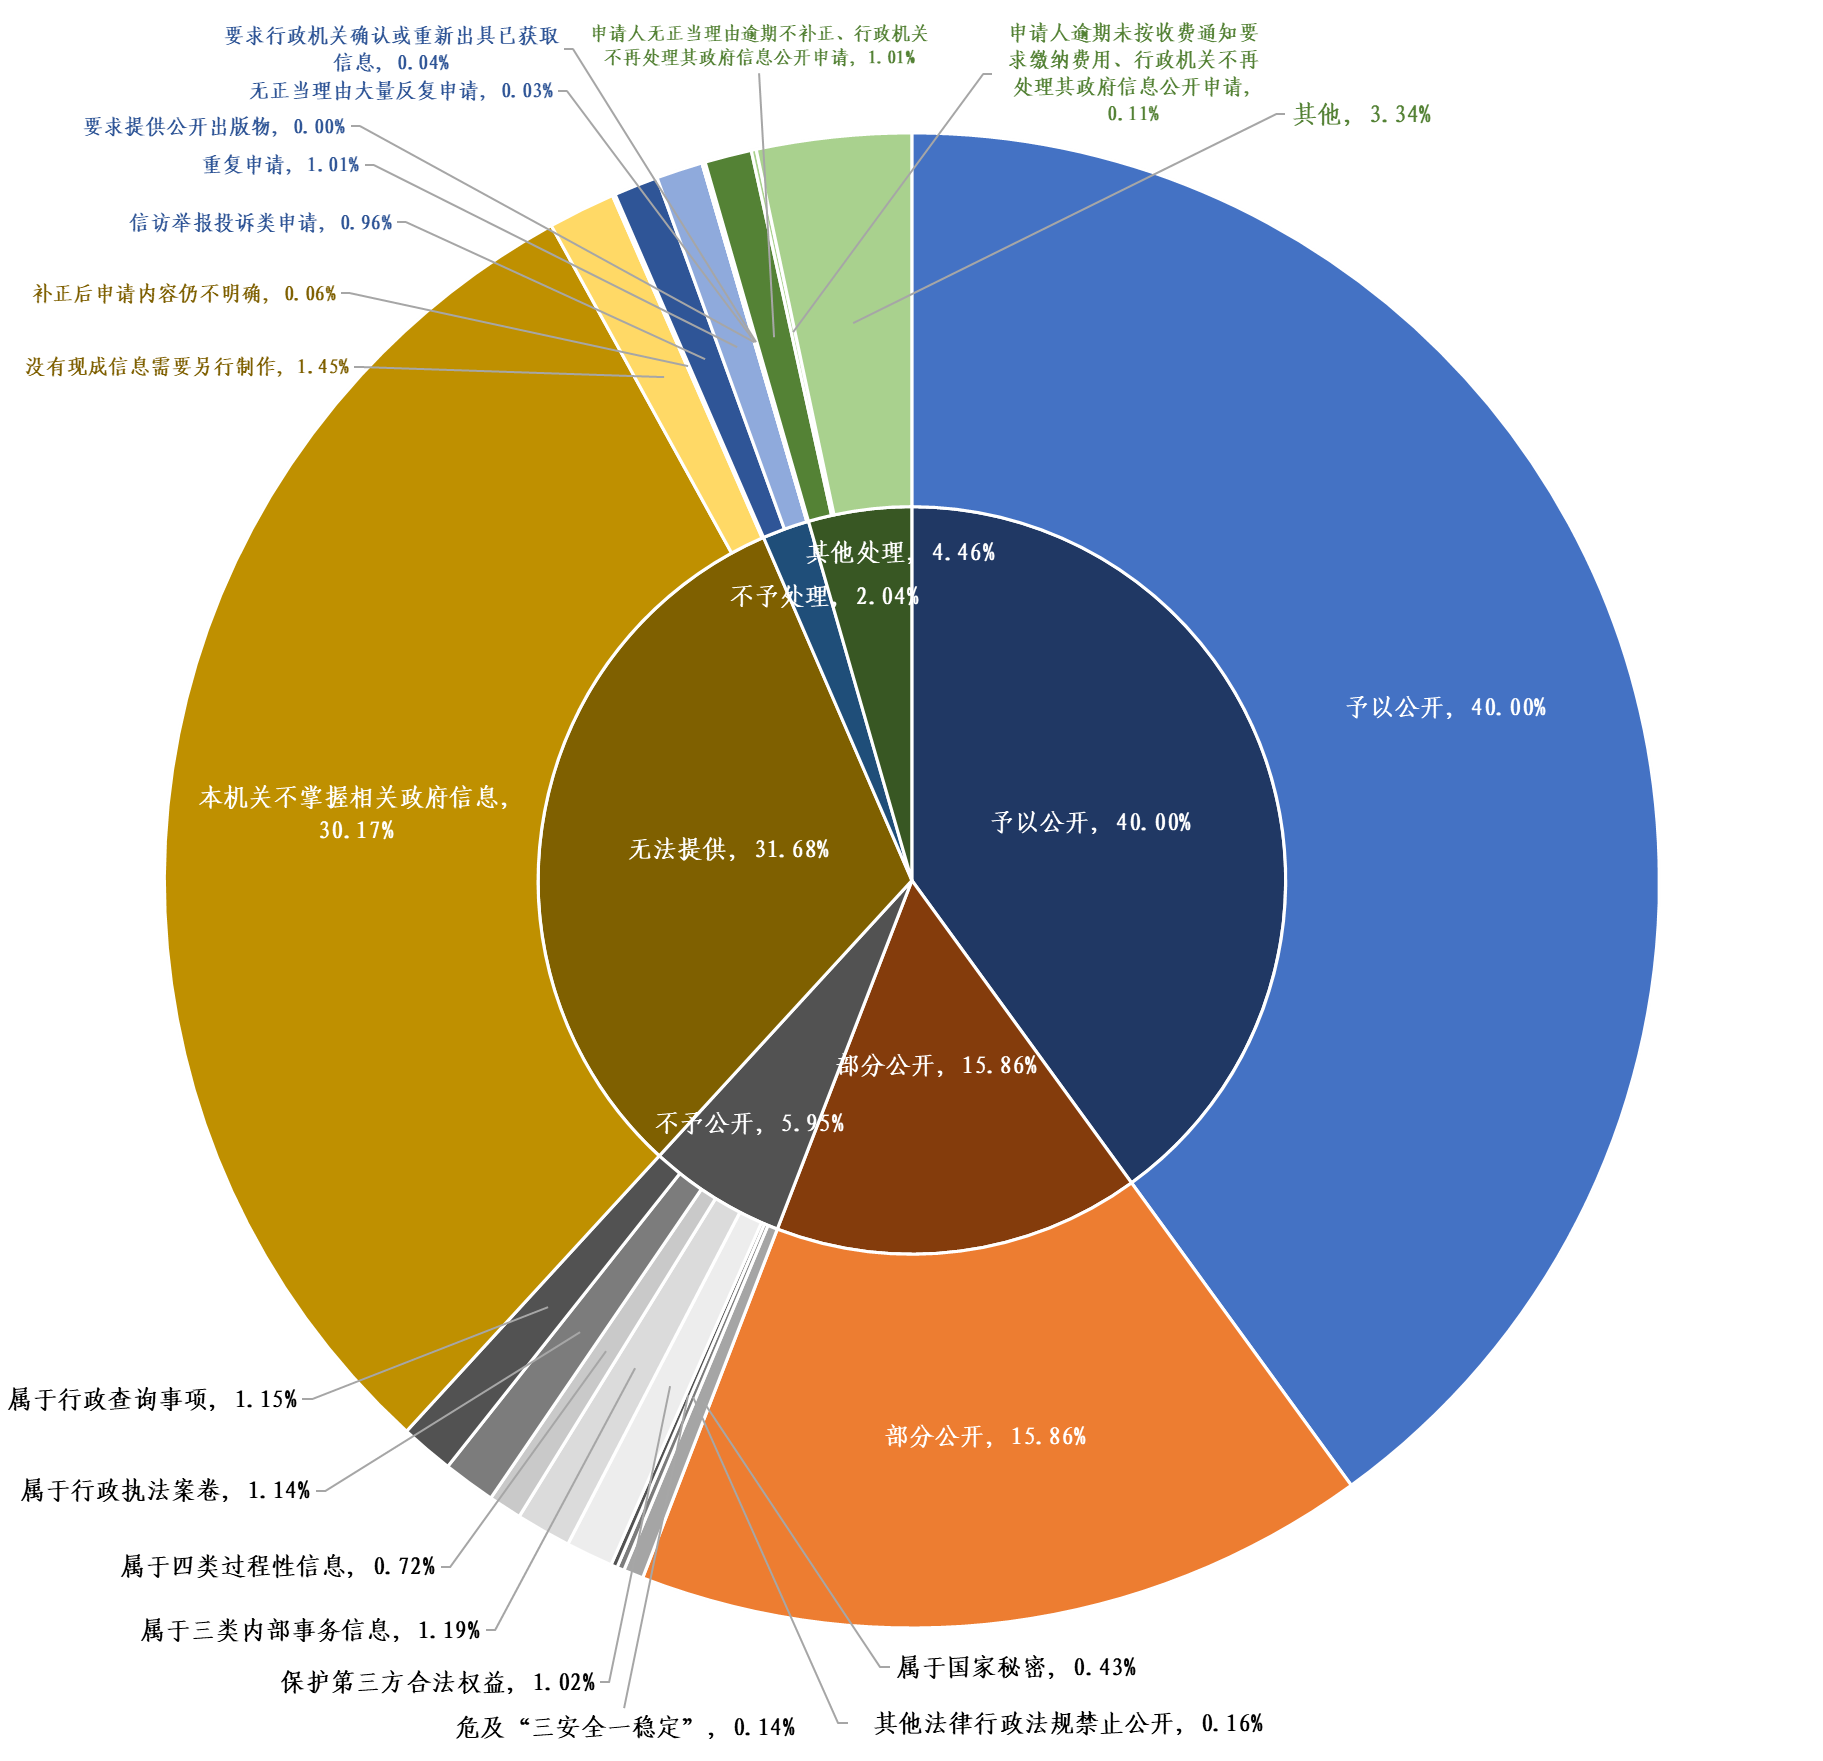 要求行政机关确认或重新出具已获取
信息，0.04%
无正当理由大量反复申请，0.03%
要求提供公开出版物，0.00%
重复申请，1.01%
信访举报投诉类申请，0.96%
补正后申请内容仍不明确，0.06%
没有现成信息需要另行制作，1.45%
申请人无正当理由逾期不补正、行政机关
不再处理其政府信息公开申请，1.01%
申请人逾期未按收费通知要
求缴纳费用、行政机关不再
处理其政府信息公开申请，
0.11%
其他，3.34%
其他处理，4.46%
不予处理，2.04%
予以公开，40.00%
予以公开，40.00%
本机关不掌握相关政府信息，
30.17%
无法提供，31.68%
部分公开，15.86%
不予公开，5.95%
部分公开，15.86%
属于行政查询事项，1.15%
属于行政执法案卷，1.14%
属于四类过程性信息，0.72%
属于三类内部事务信息，1.19%
保护第三方合法权益，1.02%
危及“三安全一稳定”，0.14%
属于国家秘密，0.43%
其他法律行政法规禁止公开，0.16%